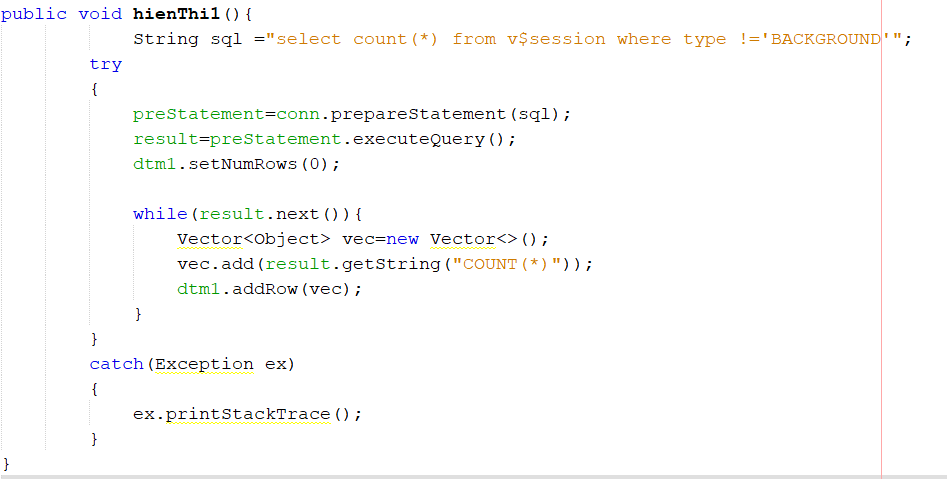 public void hienThi1(){
String sql ="select count(*) from v$session where type !='BACKGROUND'";
try
{
preStatement=conn.prepareStatement(sql);
result=preStatement.executeQuery();
dtm1.setNumRows(0);
while(result.next()){
Vector<Object> vec=new Vector<>();
vec.add(result.getString("COUNT(*)"));
dtm1.addRow(vec);
}
}
catch(Exception ex)
{
ex.printStackTrace();
}
}